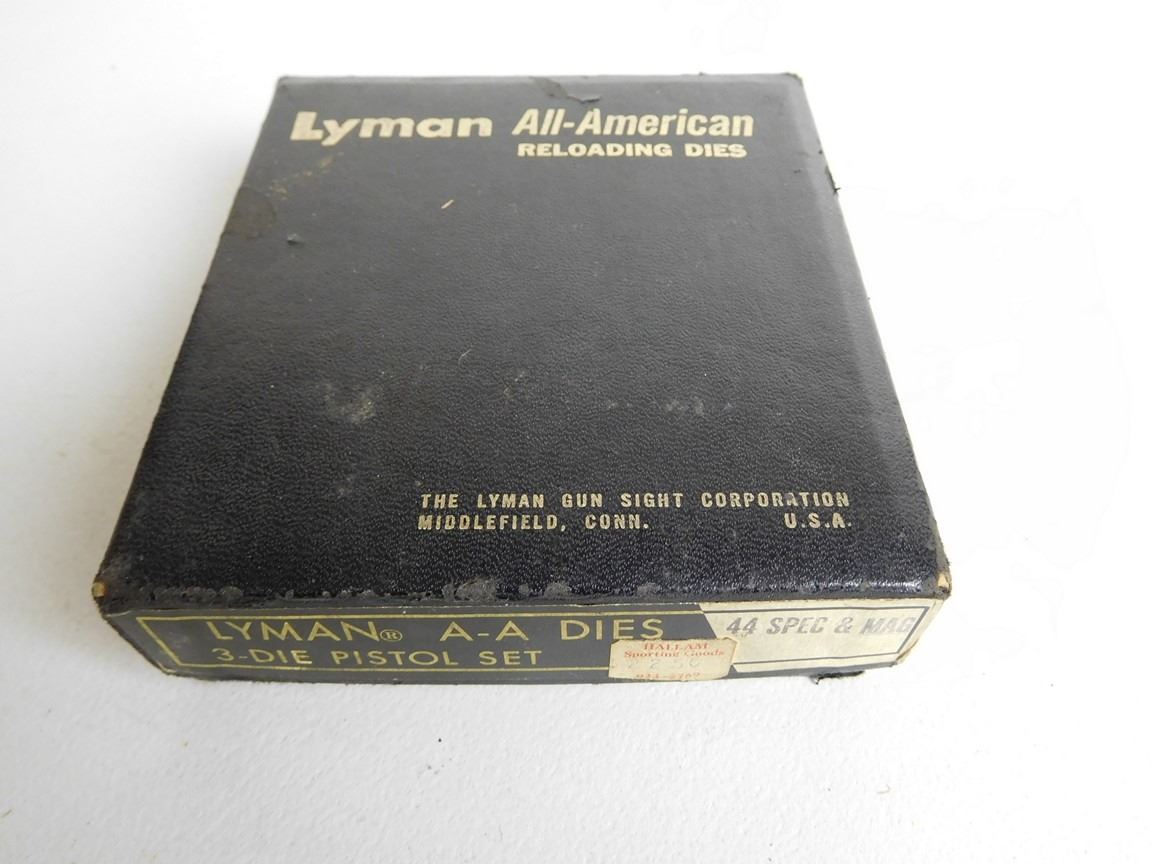 Lyman All-American
RELOADING DIES
THE LYMAN GUN SIGHT CORPORATION
MIDDLEFIELD, CONN. U.S.A.
LYMAN® A-A DIES
3-DIE PISTOL SET
44 SPEC & MAG
HALLAM
Sporting Goods